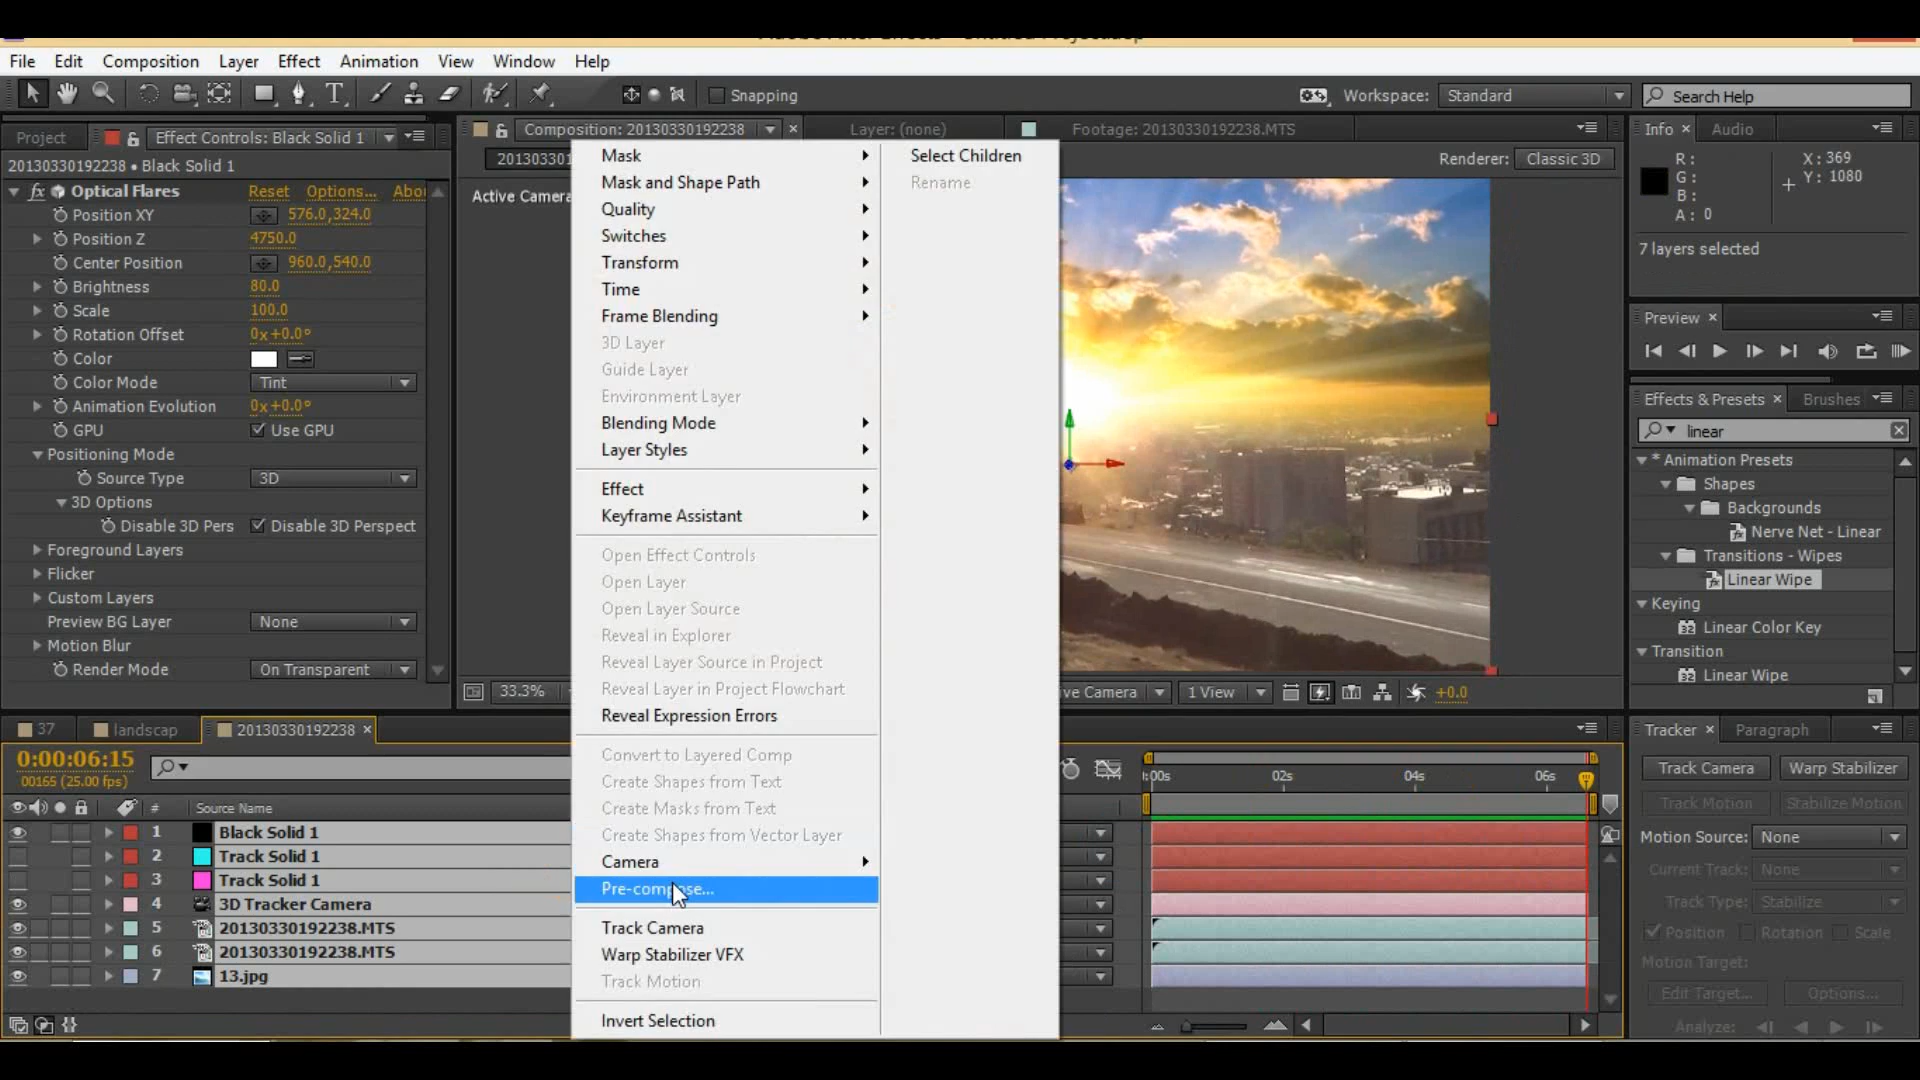 File Edit Composition Layer Effect Animation View Window Help
Snapping
Workspace: Standard
Search Help
Project
Effect Controls: Black Solid 1
Composition: 20130330192238
Layer: (none)
Footage: 20130330192238.MTS
Info
Audio
20130330192238 • Black Solid 1
Renderer: Classic 3D
R:
G:
B:
A: 0
X: 369
Y: 1080
7 layers selected
Active Camera
Optical Flares Reset Options...
Position XY 576.0,324.0
Position Z 4750.0
Center Position 960.0,540.0
Brightness 80.0
Scale 100.0
Rotation Offset 0x+0.0°
Color
Color Mode Tint
Animation Evolution 0x+0.0°
GPU Use GPU
Positioning Mode
Source Type 3D
3D Options
Disable 3D Pers Disable 3D Perspect
Foreground Layers
Flicker
Custom Layers
Preview BG Layer None
Motion Blur
Render Mode On Transparent
Mask
Mask and Shape Path
Quality
Switches
Transform
Time
Frame Blending
3D Layer
Guide Layer
Environment Layer
Blending Mode
Layer Styles
Effect
Keyframe Assistant
Open Effect Controls
Open Layer
Open Layer Source
Reveal in Explorer
Reveal Layer Source in Project
Reveal Layer in Project Flowchart
Reveal Expression Errors
Convert to Layered Comp
Create Shapes from Text
Create Masks from Text
Create Shapes from Vector Layer
Camera
Pre-compose...
Track Camera
Warp Stabilizer VFX
Track Motion
Invert Selection
Select Children
Rename
Preview
Effects & Presets
Brushes
linear
* Animation Presets
Shapes
Backgrounds
Nerve Net - Linear
Transitions - Wipes
Linear Wipe
Keying
Linear Color Key
Transition
Linear Wipe
33.3%
1 View
+0.0
37
landscap
20130330192238
0:00:06:15
00165 (25.00 fps)
# Source Name
1 Black Solid 1
2 Track Solid 1
3 Track Solid 1
4 3D Tracker Camera
5 20130330192238.MTS
6 20130330192238.MTS
7 13.jpg
:00s 02s 04s 06s
Tracker
Paragraph
Track Camera Warp Stabilizer
Track Motion Stabilize Motion
Motion Source: None
Current Track: None
Track Type: Stabilize
Position Rotation Scale
Motion Target:
Edit Target... Options...
Analyze: